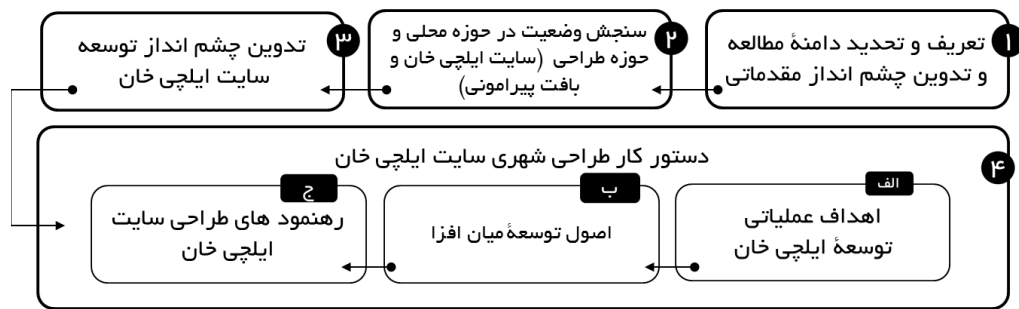 ۱
تعریف و تحدید دامنهٔ مطالعه
و تدوین چشم انداز مقدماتی
۲
سنجش وضعیت در حوزه محلی و
حوزه طراحی (سایت ایلچی خان و
بافت پیرامونی)
۳
تدوین چشم انداز توسعه
سایت ایلچی خان
۴
دستور کار طراحی شهری سایت ایلچی خان
الف
اهداف عملیاتی
توسعهٔ ایلچی خان
ب
اصول توسعهٔ میان افزا
ج
رهنمود های طراحی سایت
ایلچی خان